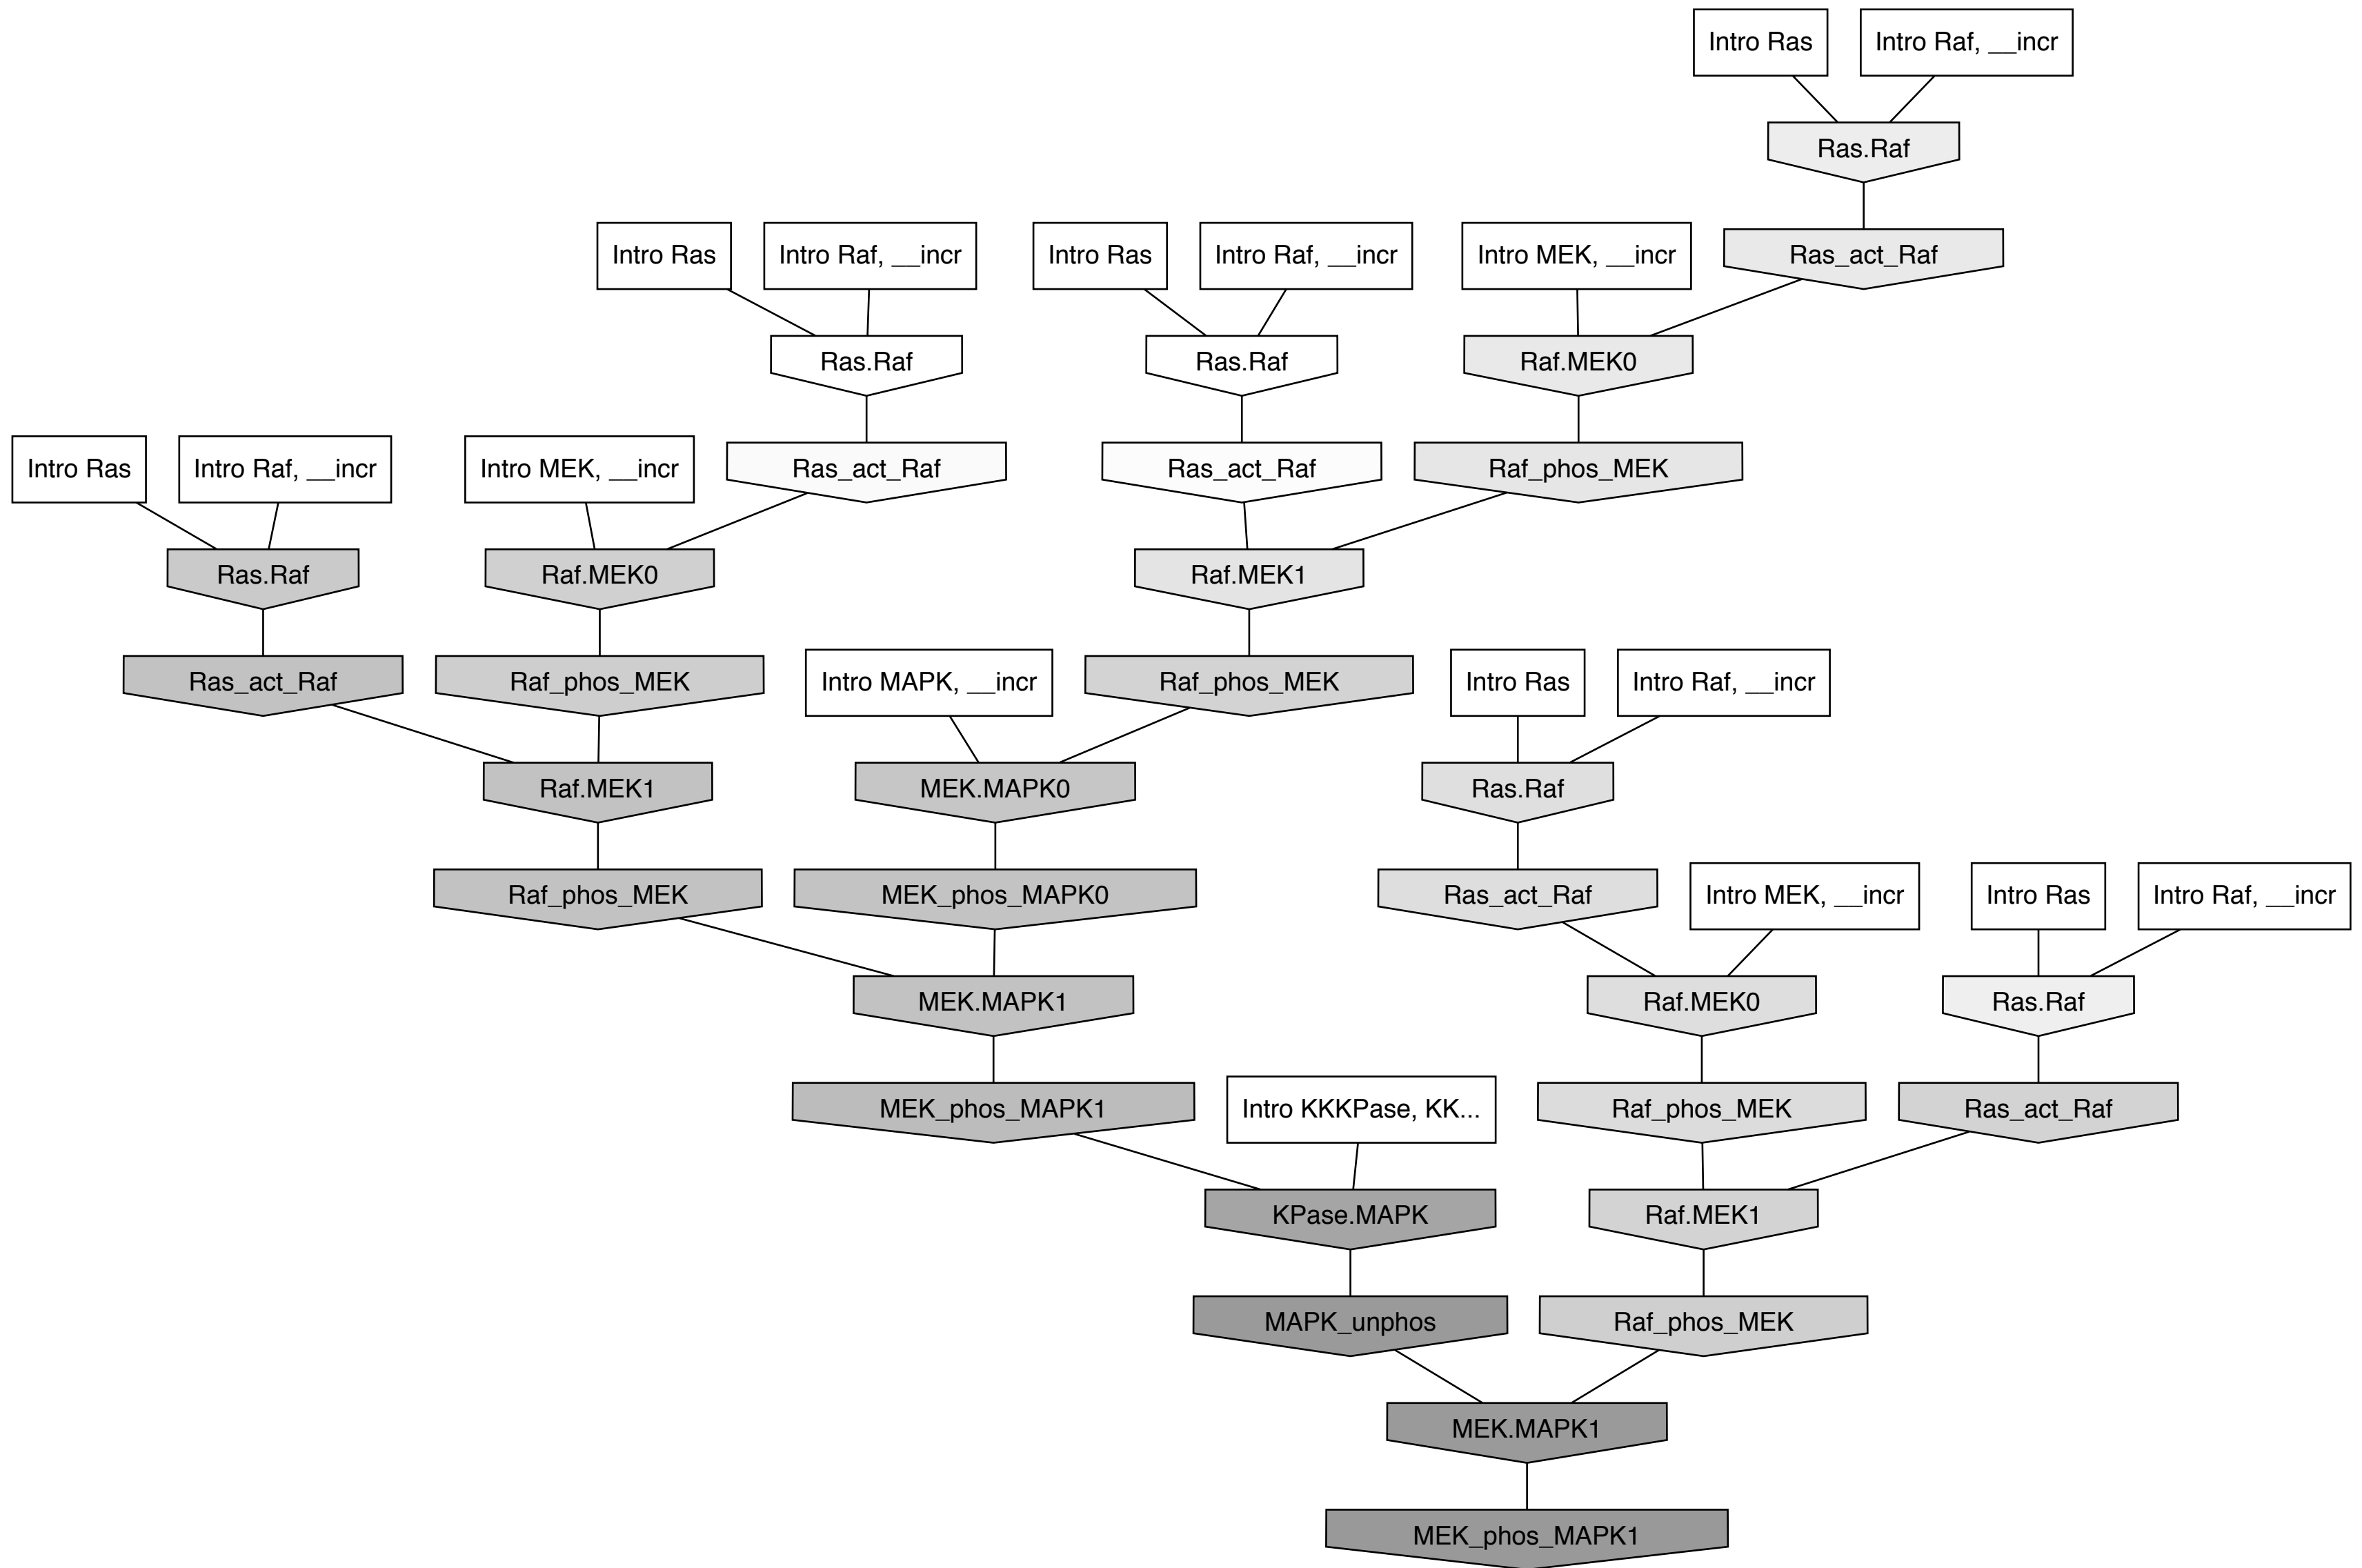 Intro Ras
Intro Raf, __incr
Ras.Raf
Intro Ras
Intro Raf, __incr
Intro Ras
Intro Raf, __incr
Intro MEK, __incr
Ras_act_Raf
Ras.Raf
Ras.Raf
Raf.MEK0
Intro Ras
Intro Raf, __incr
Intro MEK, __incr
Ras_act_Raf
Ras_act_Raf
Raf_phos_MEK
Ras.Raf
Raf.MEK0
Raf.MEK1
Ras_act_Raf
Raf_phos_MEK
Intro MAPK, __incr
Raf_phos_MEK
Intro Ras
Intro Raf, __incr
Raf.MEK1
MEK.MAPK0
Ras.Raf
Raf_phos_MEK
MEK_phos_MAPK0
Ras_act_Raf
Intro MEK, __incr
Intro Ras
Intro Raf, __incr
MEK.MAPK1
Raf.MEK0
Ras.Raf
MEK_phos_MAPK1
Intro KKKPase, KK...
Raf_phos_MEK
Ras_act_Raf
KPase.MAPK
Raf.MEK1
MAPK_unphos
Raf_phos_MEK
MEK.MAPK1
MEK_phos_MAPK1